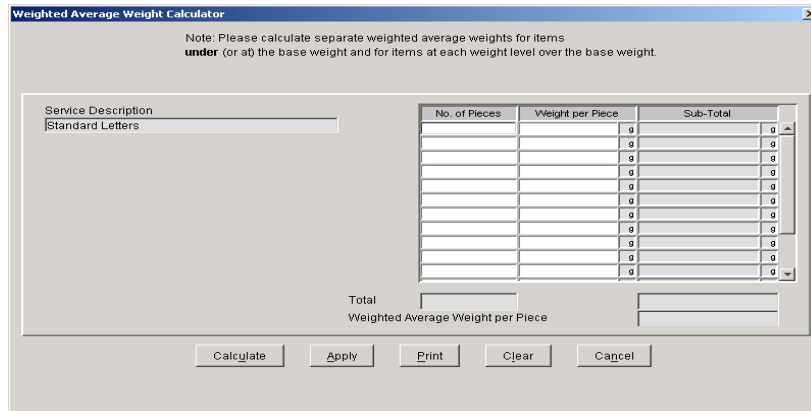 Weighted Average Weight Calculator
Note: Please calculate separate weighted average weights for items
under (or at) the base weight and for items at each weight level over the base weight.
Service Description
Standard Letters
No. of Pieces Weight per Piece Sub-Total
g g
g g
g g
g g
g g
g g
g g
g g
g g
g g
g g
Total
Weighted Average Weight per Piece
Calculate Apply Print Clear Cancel